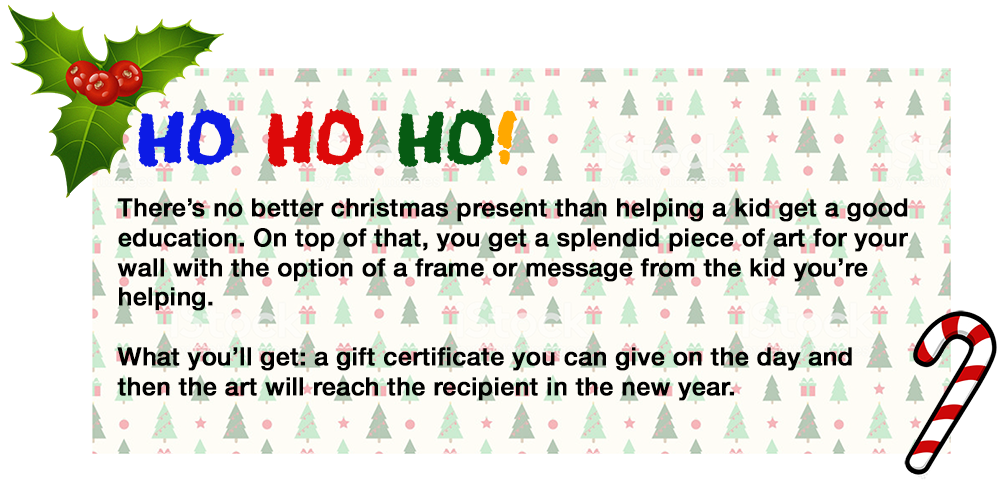 HO HO HO!
There's no better christmas present than helping a kid get a good
education. On top of that, you get a splendid piece of art for your
wall with the option of a frame or message from the kid you're
helping.
What you'll get: a gift certificate you can give on the day and
then the art will reach the recipient in the new year.